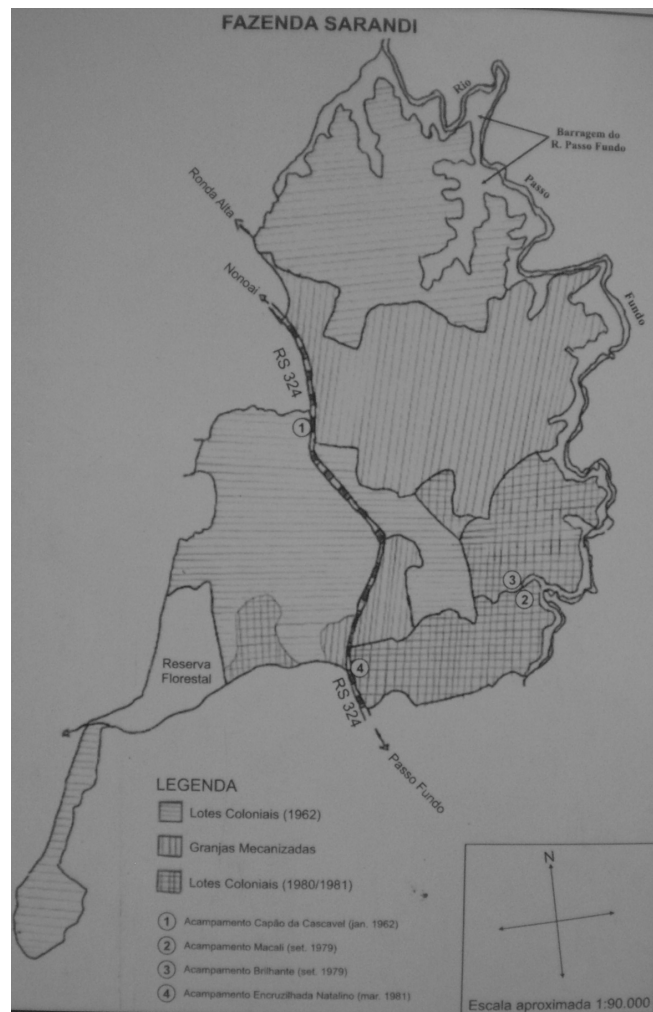 FAZENDA SARANDI
Rio
Barragem do
R. Passo Fundo
Passo
Ronda Alta
Nonoai
Fundo
RS 324
1
3
2
Reserva
Florestal
4
RS 324
Passo Fundo
LEGENDA
Lotes Coloniais (1962)
Granjas Mecanizadas
Lotes Coloniais (1980/1981)
1 Acampamento Capão da Cascavel (jan. 1962)
2 Acampamento Macali (set. 1979)
3 Acampamento Brilhante (set. 1979)
4 Acampamento Encruzilhada Natalino (mar. 1981)
N
Escala aproximada 1:90.000